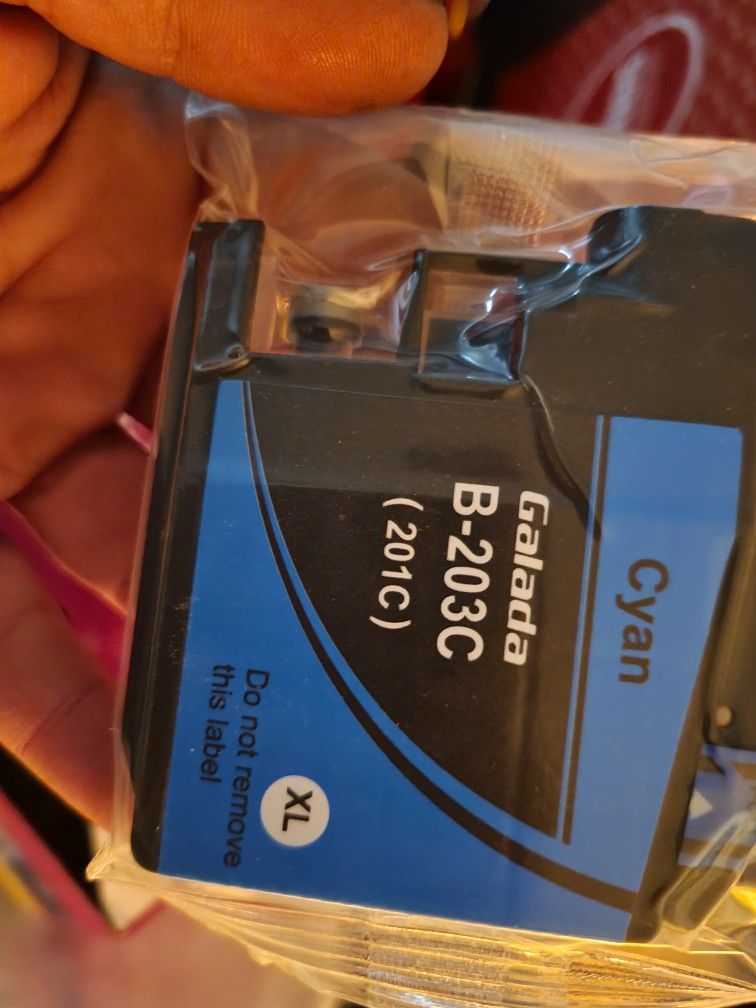 Cyan
Galada
B-203C
( 201C )
Do not remove
this label
XL